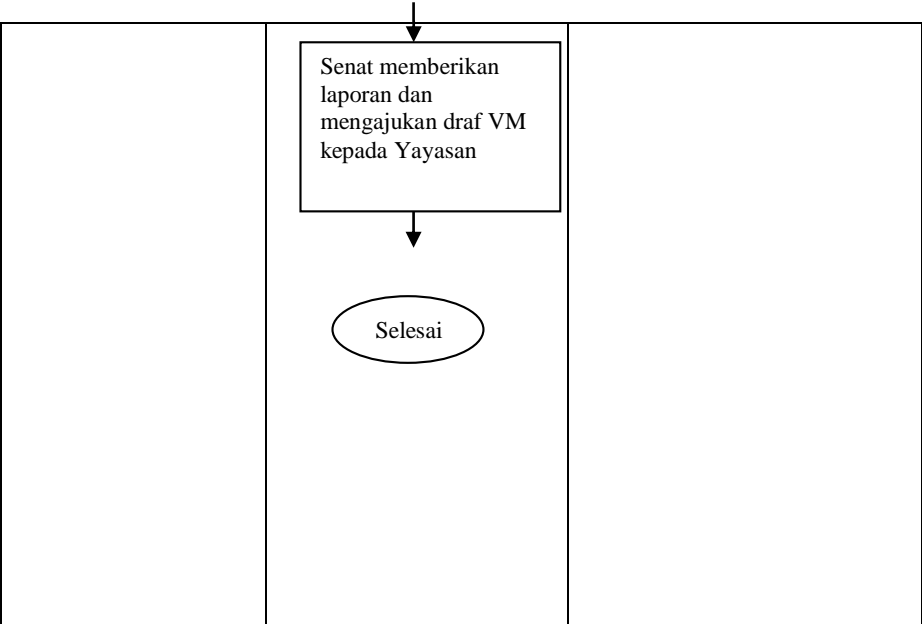 Senat memberikan
laporan dan
mengajukan draf VM
kepada Yayasan
Selesai